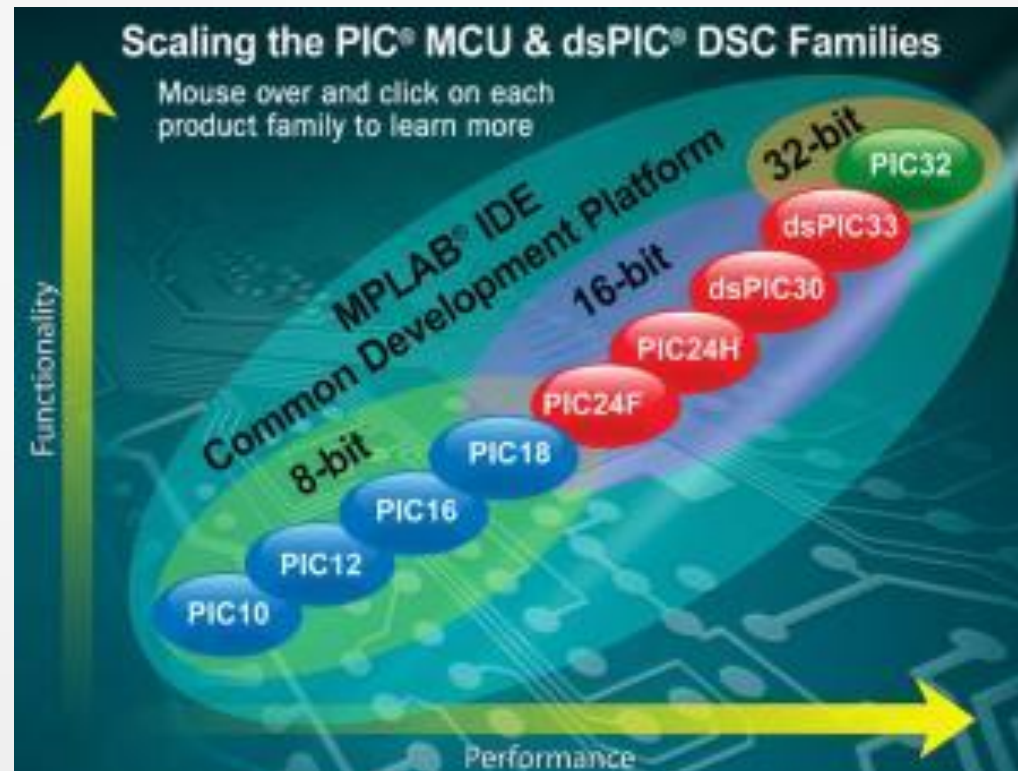 Scaling the PIC® MCU & dsPIC® DSC Families
Mouse over and click on each
product family to learn more
Functionality
MPLAB® IDE
Common Development Platform
32-bit
PIC32
dsPIC33
16-bit
dsPIC30
PIC24H
PIC24F
8-bit
PIC18
PIC16
PIC12
PIC10
Performance